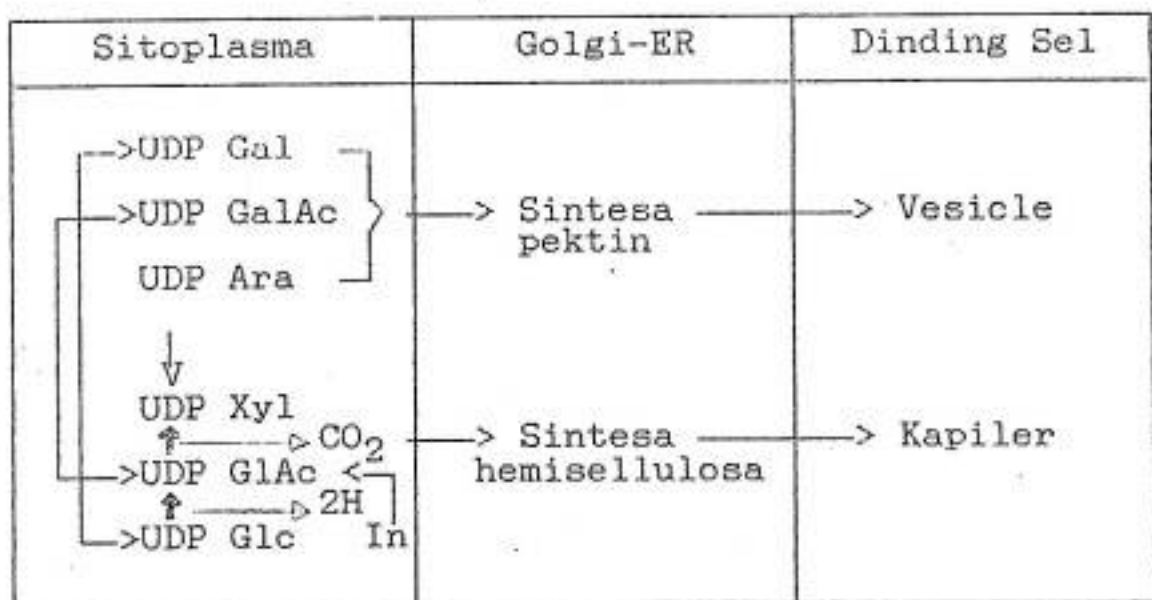 Sitoplasma Golgi-ER Dinding Sel
UDP Gal
UDP GalAc Sintesa Vesicle
pektin
UDP Ara
UDP Xyl
CO₂ Sintesa Kapiler
UDP GlAc hemisellulosa
2H
UDP Glc In